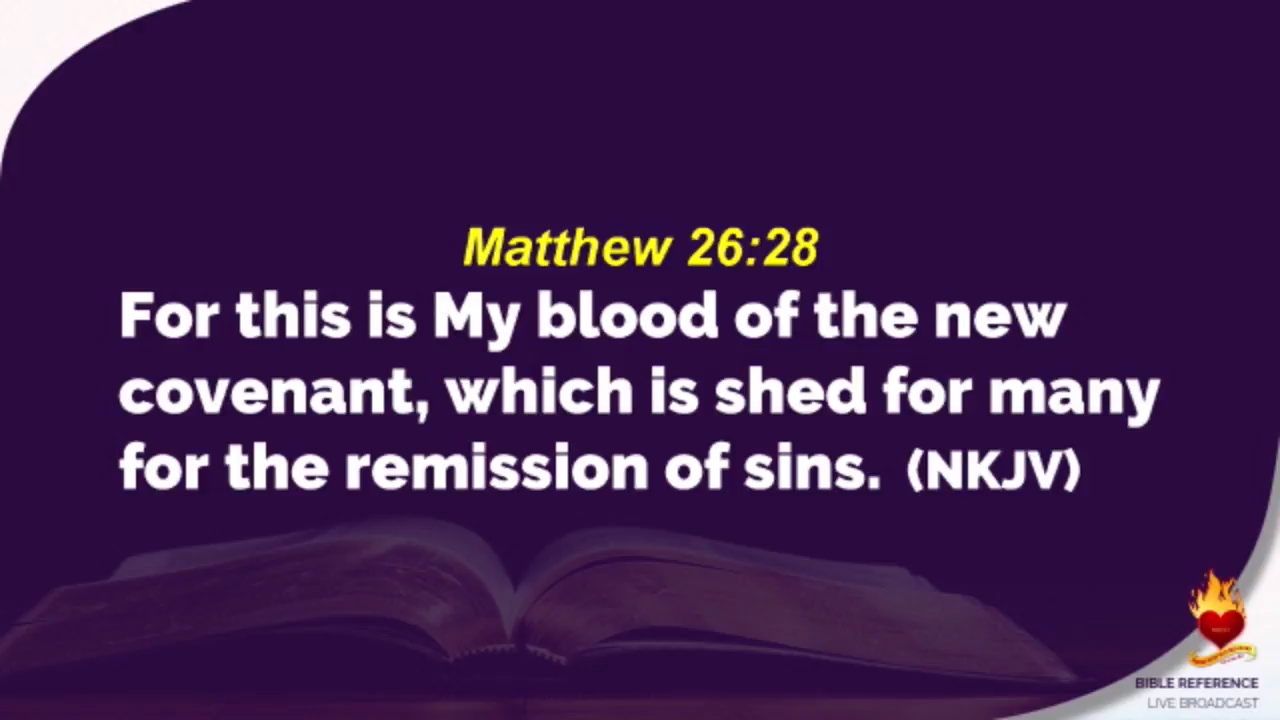 Matthew 26:28
For this is My blood of the new
covenant, which is shed for many
for the remission of sins. (NKJV)
BIBLE REFERENCE
LIVE BROADCAST